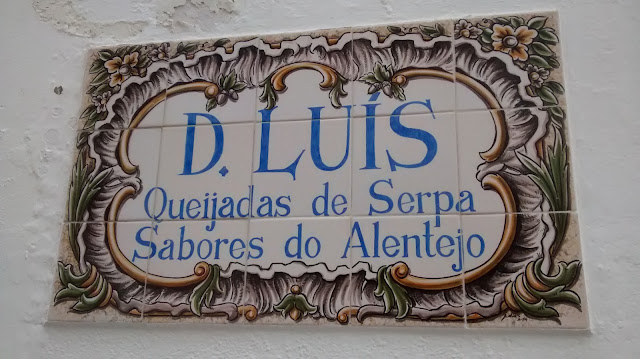 D. LUÍS
Queijadas de Serpa
Sabores do Alentejo